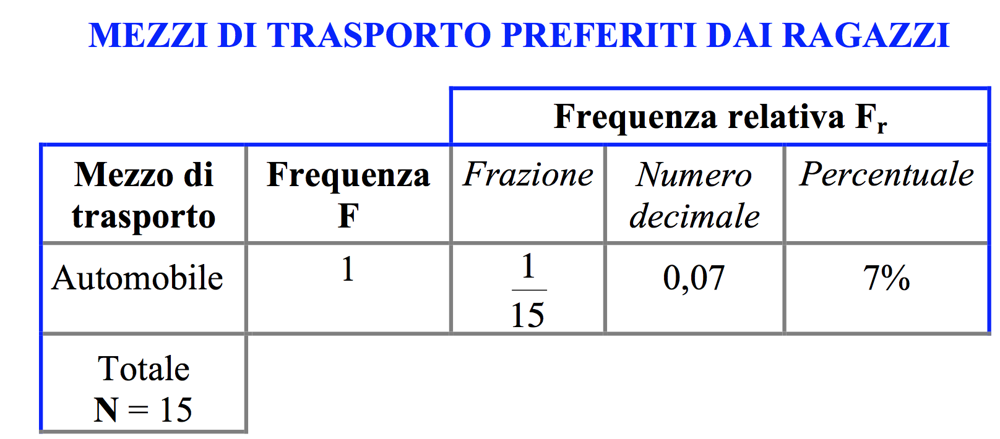 MEZZI DI TRASPORTO PREFERITI DAI RAGAZZI
Frequenza relativa Fr
Mezzo di
trasporto
Frequenza
F
Frazione
Numero
decimale
Percentuale
Automobile
1
1
15
0,07
7%
Totale
N = 15